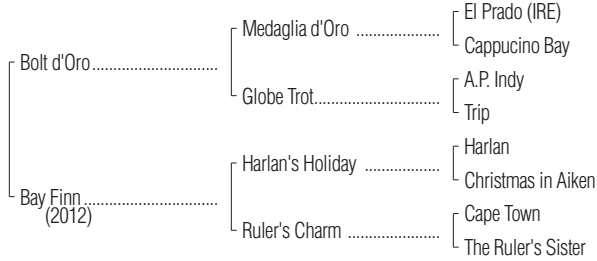 El Prado (IRE)
Medaglia d'Oro ....................
Cappucino Bay
Bolt d'Oro..............................
A.P. Indy
Globe Trot..............................
Trip
Harlan
Harlan's Holiday ..................
Christmas in Aiken
Bay Finn................................
(2012)
Cape Town
Ruler's Charm ......................
The Ruler's Sister